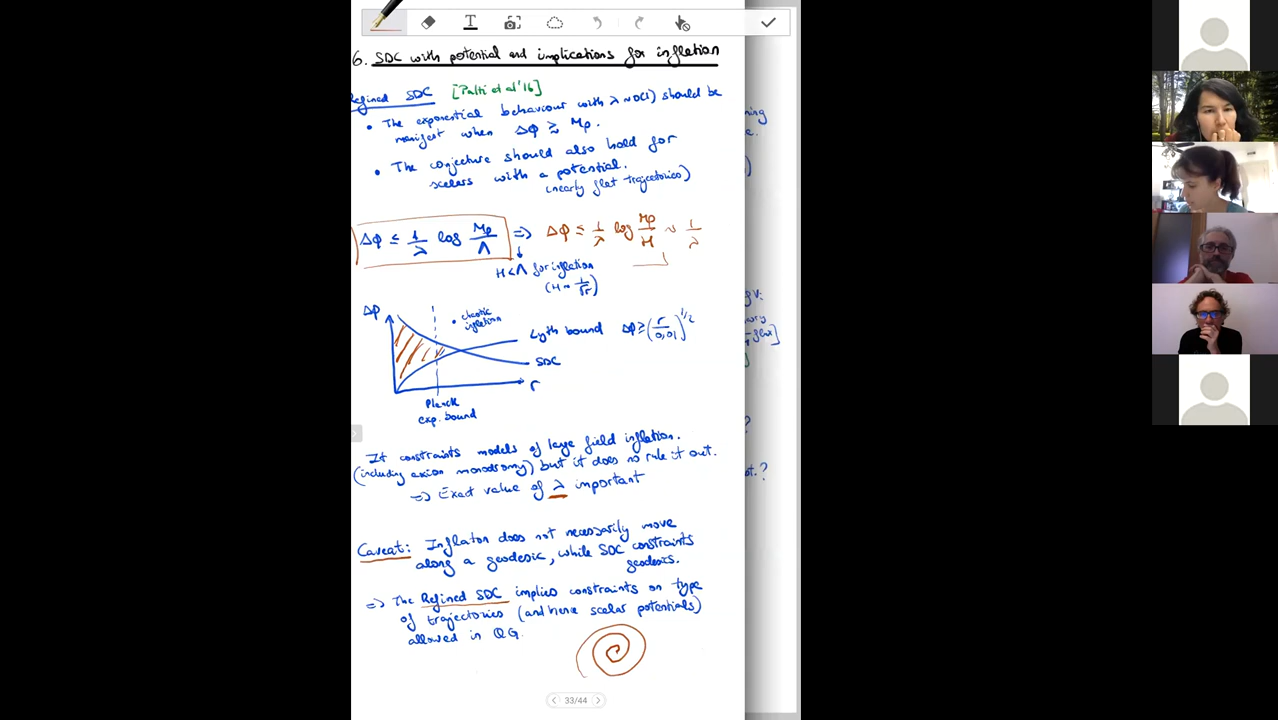 6. SDC with potential and implications for inflation
Refined SDC [Palti et al '16]
• The exponential behaviour with λ ~ O(1) should be
manifest when Δφ ≳ Mp.
• The conjecture should also hold for
scalars with a potential.
(nearly flat trajectories)
Δφ ≤ 1/λ log Mp/Λ ⇒ Δφ ≤ 1/λ log Mp/H ~ 1/λ
H < Λ for inflation
(H ~ 1/√r)
Δφ
• chaotic
inflation
Lyth bound Δφ ≥ (r/0,01)^1/2
SDC
r
Planck
exp. bound
It constraints models of large field inflation.
(including axion monodromy) but it does no rule it out.
⇒ Exact value of λ important
Caveat: Inflaton does not necessarily move
along a geodesic, while SDC constraints
geodesics.
⇒ The Refined SDC implies constraints on type
of trajectories (and hence scalar potentials)
allowed in QG.
33/44